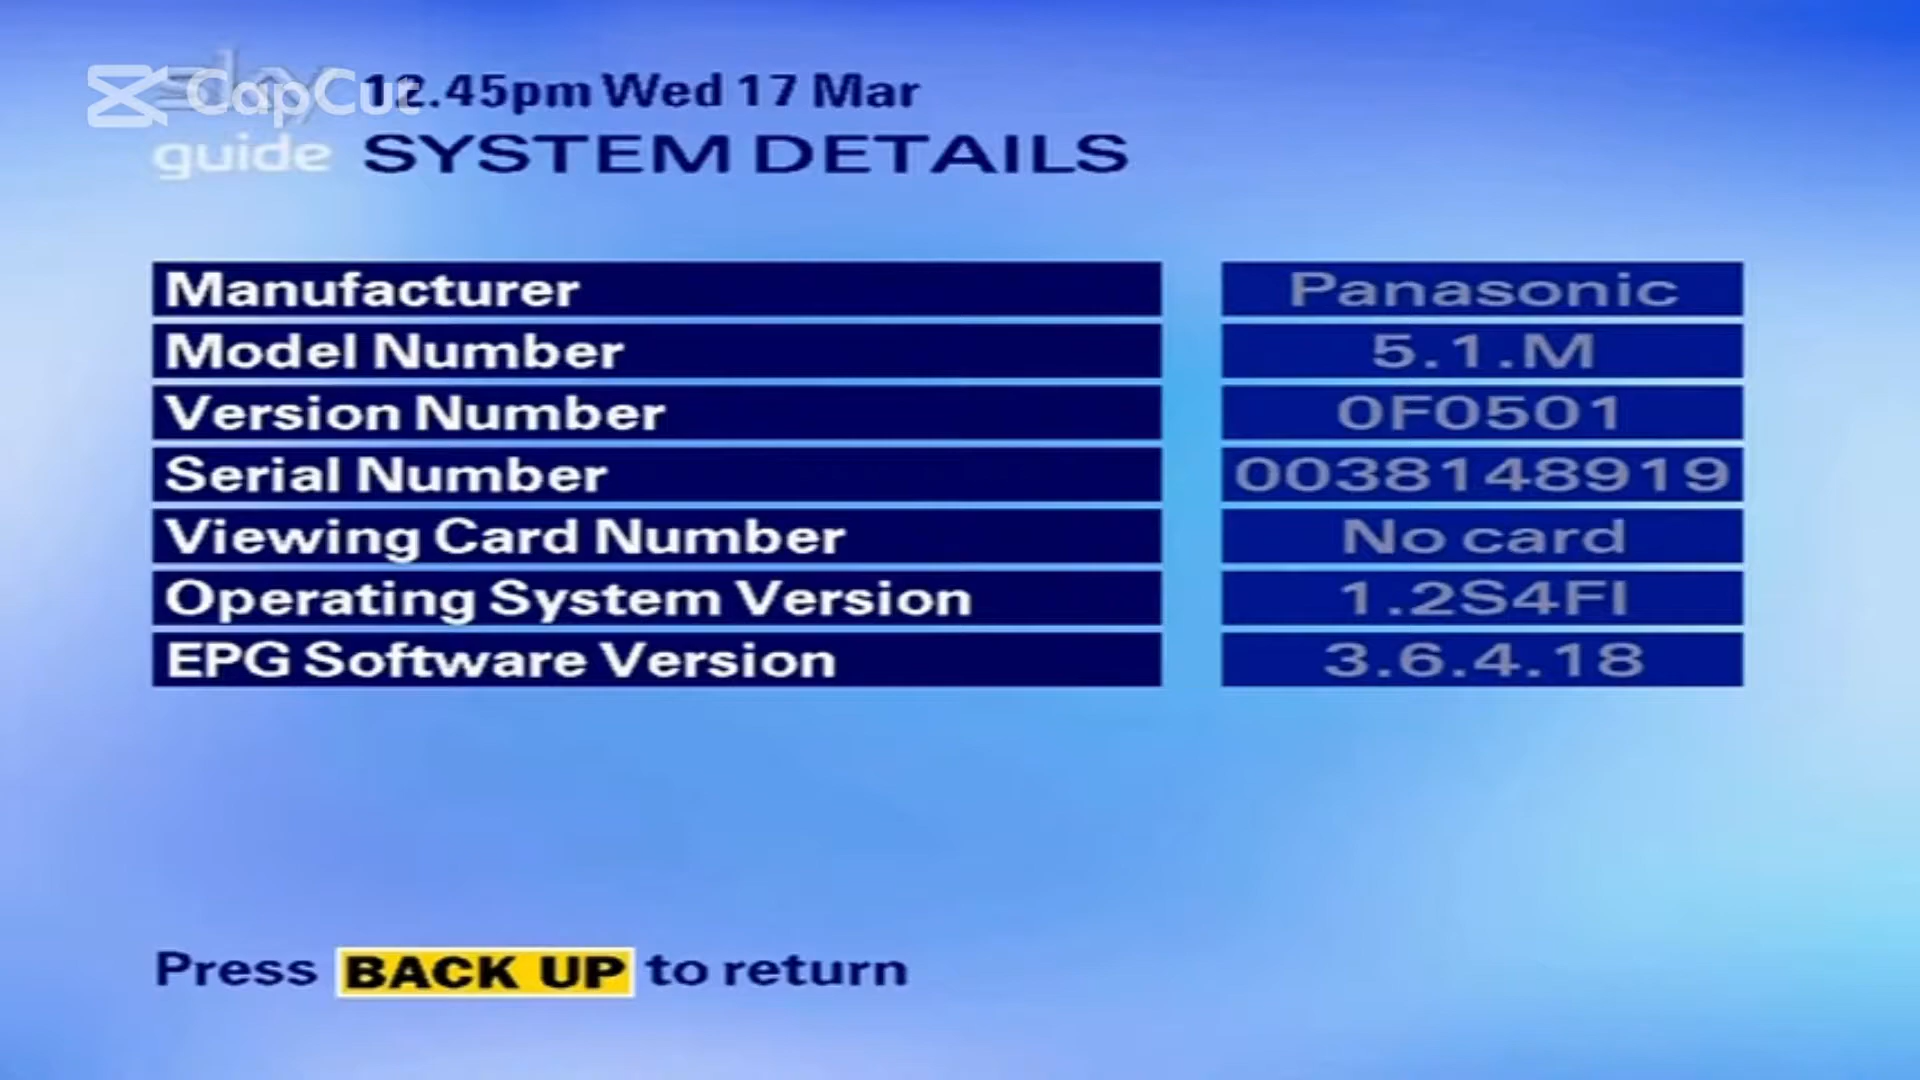 sky 12.45pm Wed 17 Mar
CapCut
guide SYSTEM DETAILS
Manufacturer Panasonic
Model Number 5.1.M
Version Number 0F0501
Serial Number 0038148919
Viewing Card Number No card
Operating System Version 1.2S4FI
EPG Software Version 3.6.4.18
Press BACK UP to return